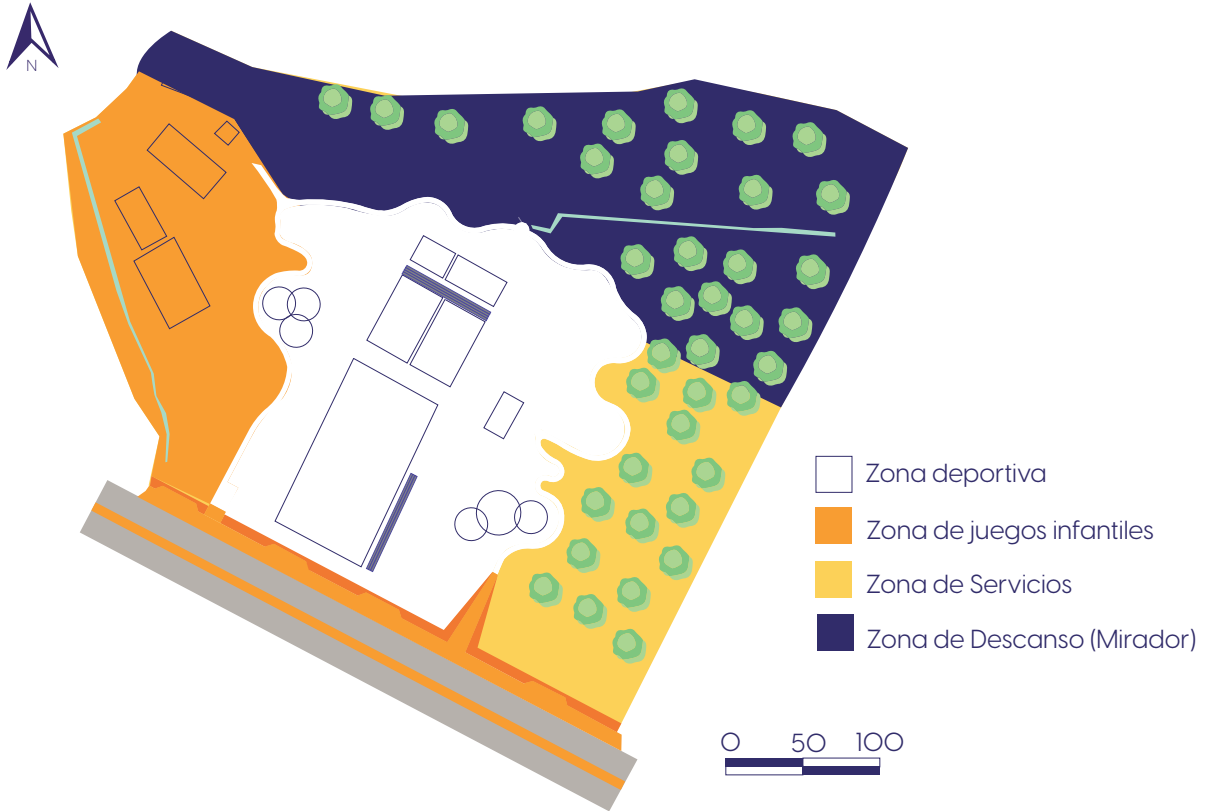 N
Zona deportiva
Zona de juegos infantiles
Zona de Servicios
Zona de Descanso (Mirador)
0 50 100